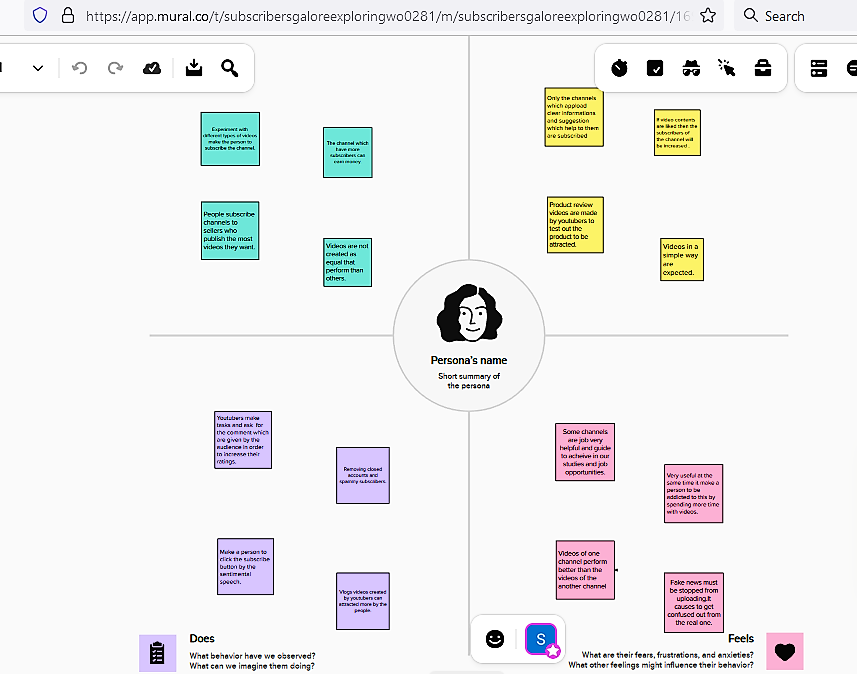 https://app.mural.co/t/subscribersgaloreexploringwo0281/m/subscribersgaloreexploringwo0281/16
Search
Experiment with
different types of videos
make the person to
subscribe the channel.
The channel which
have more
subscribers can
earn money
People subscribe
channels to
sellers who
publish the most
videos they want.
Videos are not
created as
equal that
perform than
others.
Only the channels
which appload
clear informations
and suggestion
which help to them
are subscribed
If video contents
are liked then the
subscribers of
the channel will
be increased .
Product review
videos are made
by youtubers to
test out the
product to be
attracted.
Videos in a
simple way
are
expected.
Persona's name
Short summary of
the persona
Youtubers make
tasks and ask for
the comment which
are given by the
audience in order
to increase their
ratings.
Removing closed
accounts and
spammy subscribers.
Make a person to
click the subscribe
button by the
sentimental
speech.
Vlogs videos created
by youtubers can
attracted more by the
people.
Some channels
are job very
helpful and guide
to acheive in our
studies and job
opportunities.
Very useful at the
same time it make a
person to be
addicted to this by
spending more time
with videos.
Videos of one
channel perform
better than the
videos of the
another channel
Fake news must
be stopped from
uploading.It
causes to get
confused out from
the real one.
Does
What behavior have we observed?
What can we imagine them doing?
S
Feels
What are their fears, frustrations, and anxieties?
What other feelings might influence their behavior?